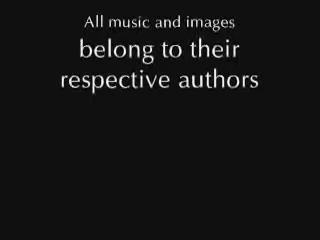 All music and images
belong to their
respective authors